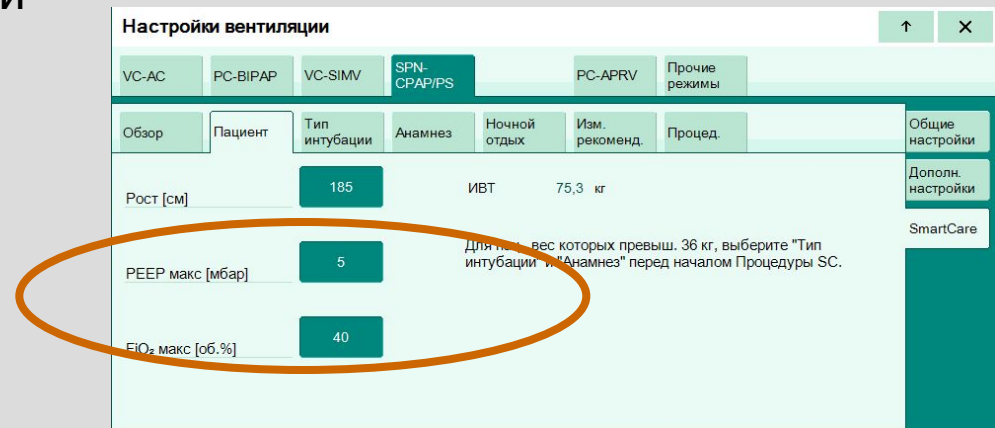 и
Настройки вентиляции
VC-AC
PC-BIPAP
VC-SIMV
SPN-
CPAP/PS
PC-APRV
Прочие
режимы
Обзор
Пациент
Тип
интубации
Анамнез
Ночной
отдых
Изм.
рекоменд.
Процед.
Общие
настройки
Дополн.
настройки
SmartCare
Рост [см]
185
ИВТ 75,3 кг
PEEP макс [мбар]
5
Для вес которых превыш. 36 кг, выберите "Тип
интубации" и "Анамнез" перед началом Процедуры SC.
FiO₂ макс [об.%]
40